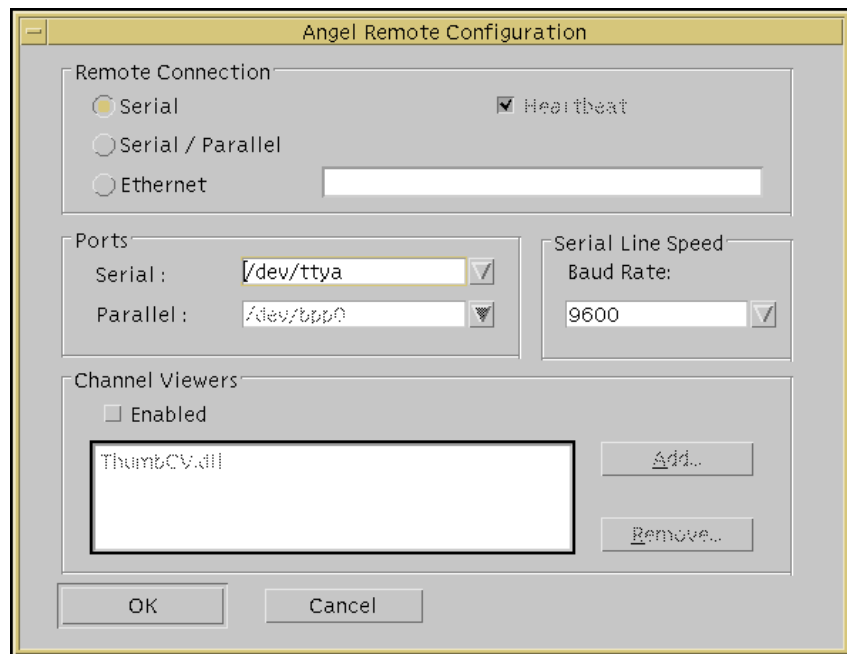 Angel Remote Configuration
Remote Connection
Serial
Heartbeat
Serial / Parallel
Ethernet
Ports
Serial :
/dev/ttya
Parallel :
/dev/bpp0
Serial Line Speed
Baud Rate:
9600
Channel Viewers
Enabled
ThumbCV.dll
Add...
Remove...
OK
Cancel